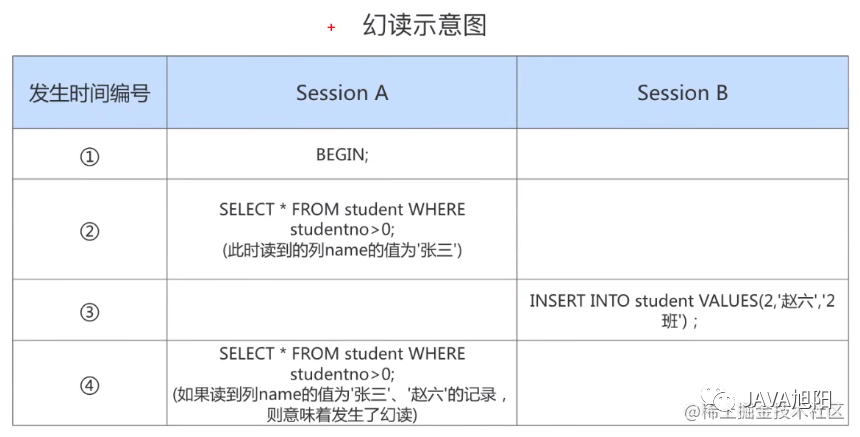 + 幻读示意图
发生时间编号 Session A Session B
① BEGIN;
② SELECT * FROM student WHERE
studentno>0;
(此时读到的列name的值为'张三')
③ INSERT INTO student VALUES(2,'赵六','2
班') ;
④ SELECT * FROM student WHERE
studentno>0;
(如果读到列name的值为'张三'、'赵六'的记录，
则意味着发生了幻读)
JAVA旭阳
@稀土掘金技术社区